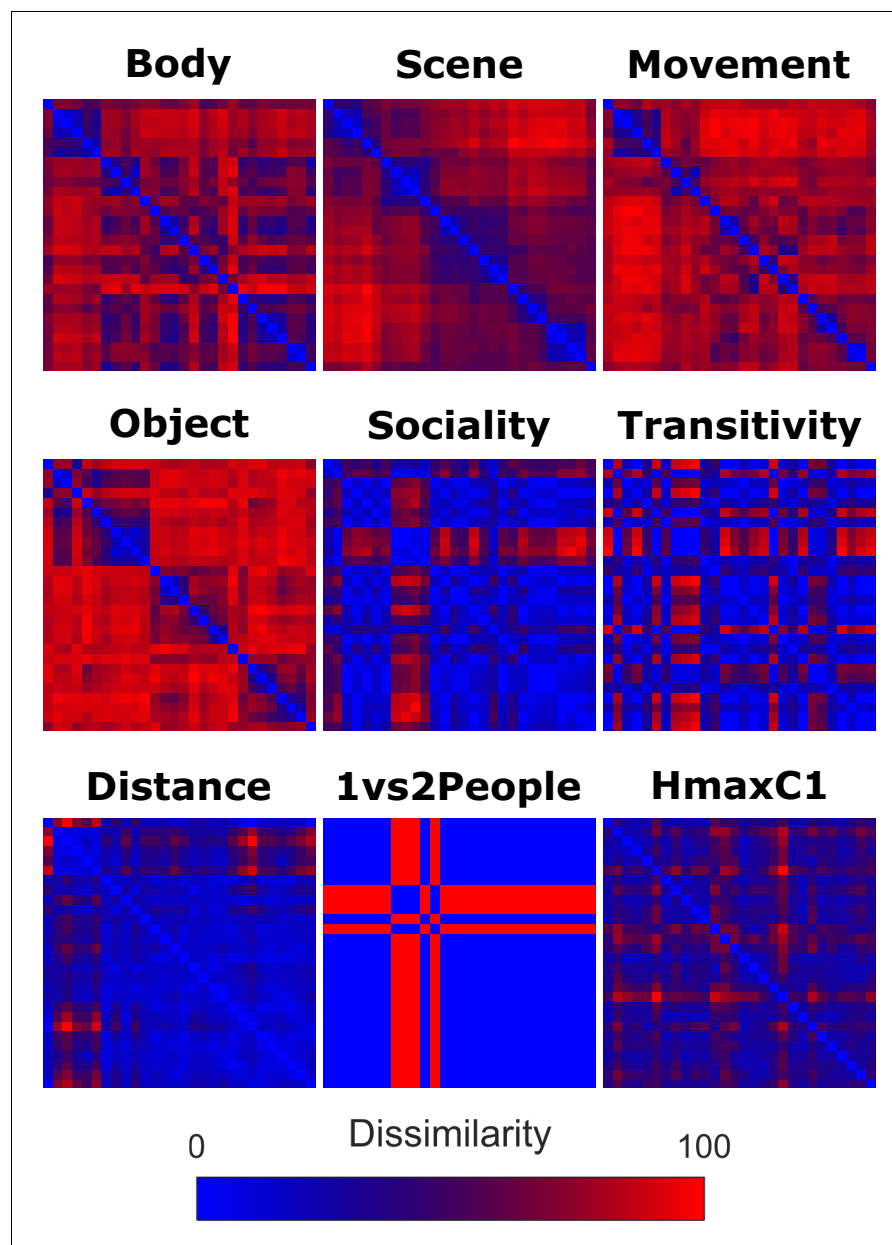 Body Scene Movement
Object Sociality Transitivity
Distance 1vs2People HmaxC1
0 Dissimilarity 100